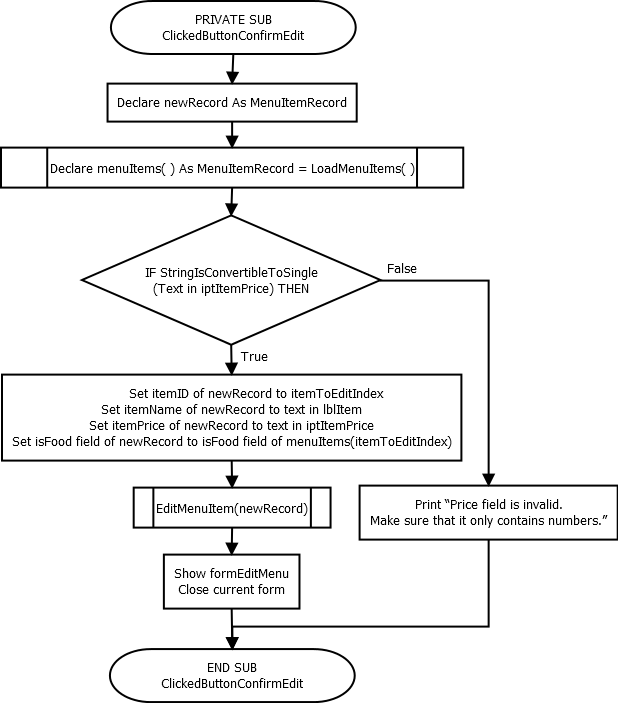 PRIVATE SUB
ClickedButtonConfirmEdit
Declare newRecord As MenuItemRecord
Declare menuItems( ) As MenuItemRecord = LoadMenuItems( )
IF StringIsConvertibleToSingle
(Text in iptItemPrice) THEN
False
True
Set itemID of newRecord to itemToEditIndex
Set itemName of newRecord to text in lblItem
Set itemPrice of newRecord to text in iptItemPrice
Set isFood field of newRecord to isFood field of menuItems(itemToEditIndex)
EditMenuItem(newRecord)
Print “Price field is invalid.
Make sure that it only contains numbers.”
Show formEditMenu
Close current form
END SUB
ClickedButtonConfirmEdit